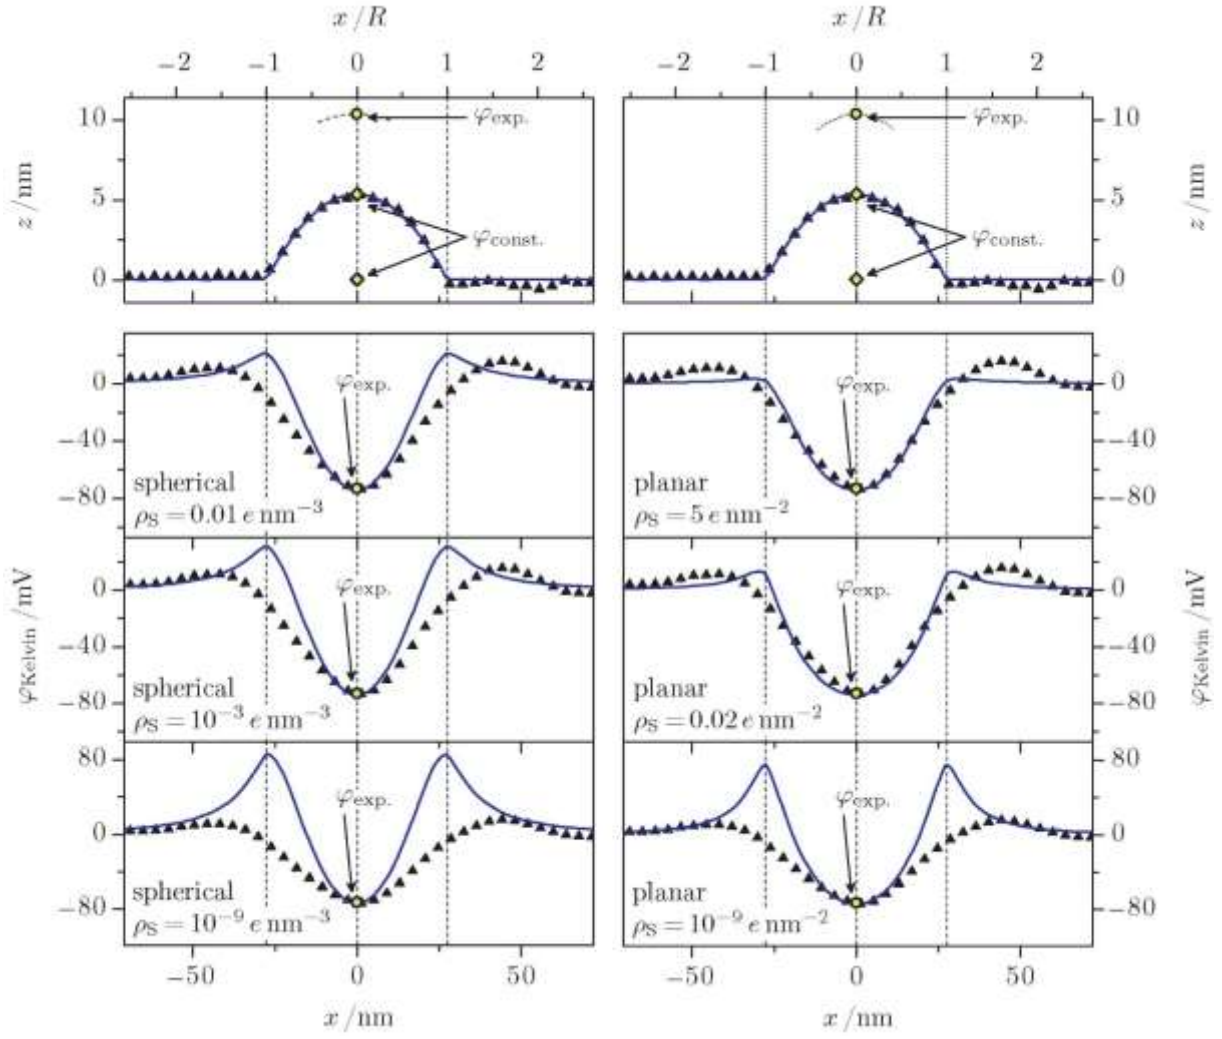 x/R x/R
−2 −1 0 1 2 −2 −1 0 1 2
10 φexp. φexp. 10
z/nm 5 φconst. φconst. 5 z/nm
0 0
0 φexp. φexp. 0
−40 −40
−80 spherical planar −80
ρS = 0.01 e nm−3 ρS = 5 e nm−2
0 φexp. φexp. 0
φKelvin/mV −40 −40 φKelvin/mV
−80 spherical planar −80
ρS = 10−3 e nm−3 ρS = 0.02 e nm−2
80 80
φexp. φexp.
0 0
spherical planar
−80 ρS = 10−9 e nm−3 ρS = 10−9 e nm−2 −80
−50 0 50 −50 0 50
x/nm x/nm